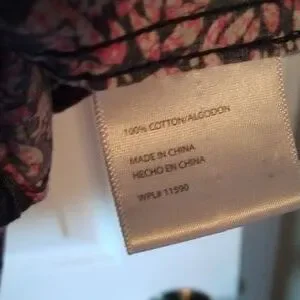 100% COTTON/ALGODON
MADE IN CHINA
HECHO EN CHINA
WPL# 11590